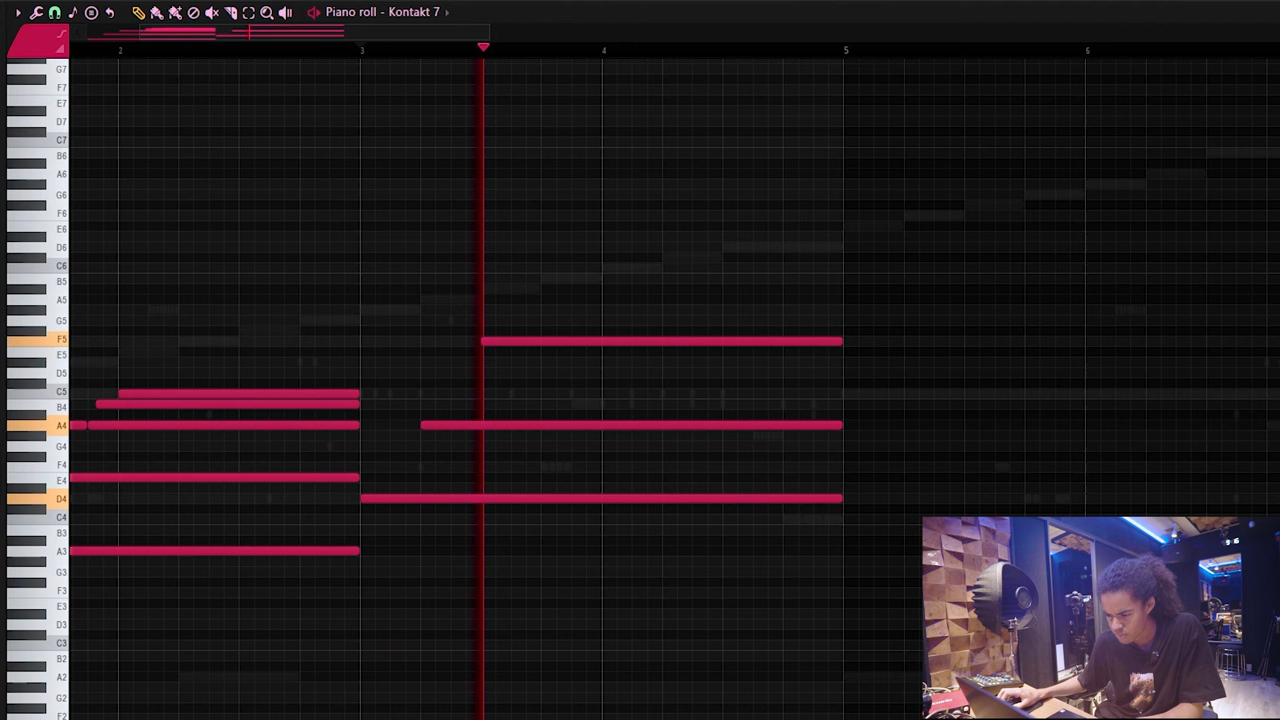 Piano roll - Kontakt 7
2 3 4 5 6
G7
F7
E7
D7
C7
B6
A6
G6
F6
E6
D6
C6
B5
A5
G5
F5
E5
D5
C5
B4
A4
G4
F4
E4
D4
C4
B3
A3
G3
F3
E3
D3
C3
B2
A2
G2
F2